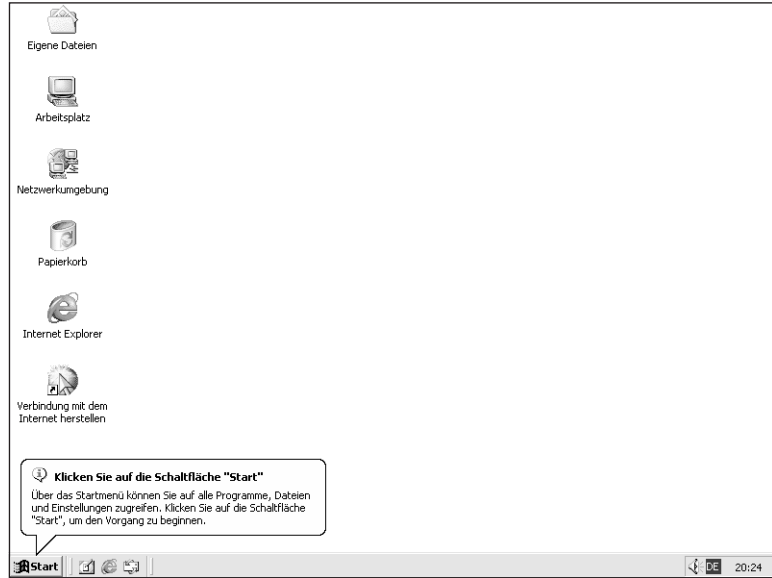 Eigene Dateien
Arbeitsplatz
Netzwerkumgebung
Papierkorb
Internet Explorer
Verbindung mit dem
Internet herstellen
Klicken Sie auf die Schaltfläche "Start"
Über das Startmenü können Sie auf alle Programme, Dateien
und Einstellungen zugreifen. Klicken Sie auf die Schaltfläche
"Start", um den Vorgang zu beginnen.
Start
DE
20:24